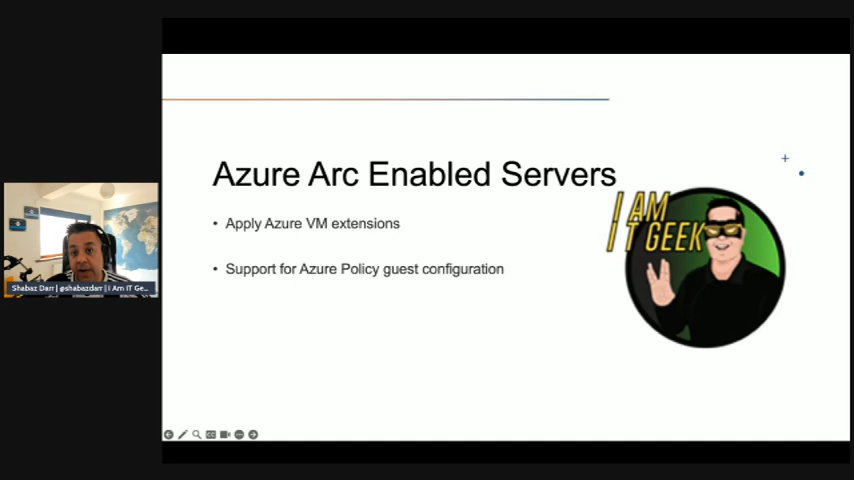 Azure Arc Enabled Servers
• Apply Azure VM extensions
• Support for Azure Policy guest configuration
I AM
IT GEEK
Shabaz Darr | @shabazdarr | I Am IT Ge...